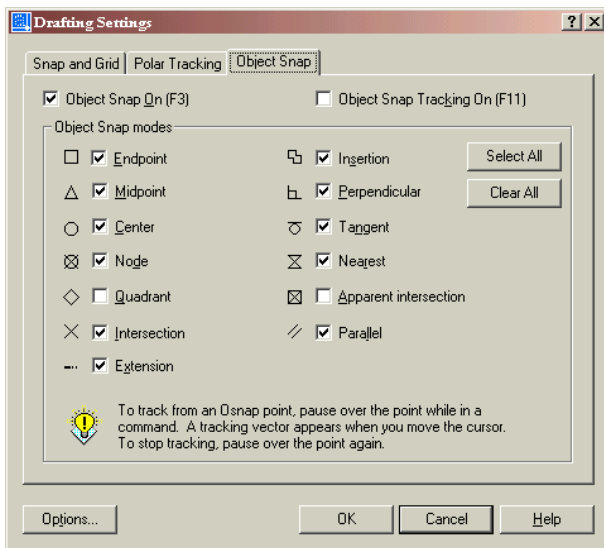 Drafting Settings
Snap and Grid Polar Tracking Object Snap
Object Snap On (F3) Object Snap Tracking On (F11)
Object Snap modes
Endpoint Insertion Select All
Midpoint Perpendicular Clear All
Center Tangent
Node Nearest
Quadrant Apparent intersection
Intersection Parallel
Extension
To track from an Osnap point, pause over the point while in a
command. A tracking vector appears when you move the cursor.
To stop tracking, pause over the point again.
Options... OK Cancel Help